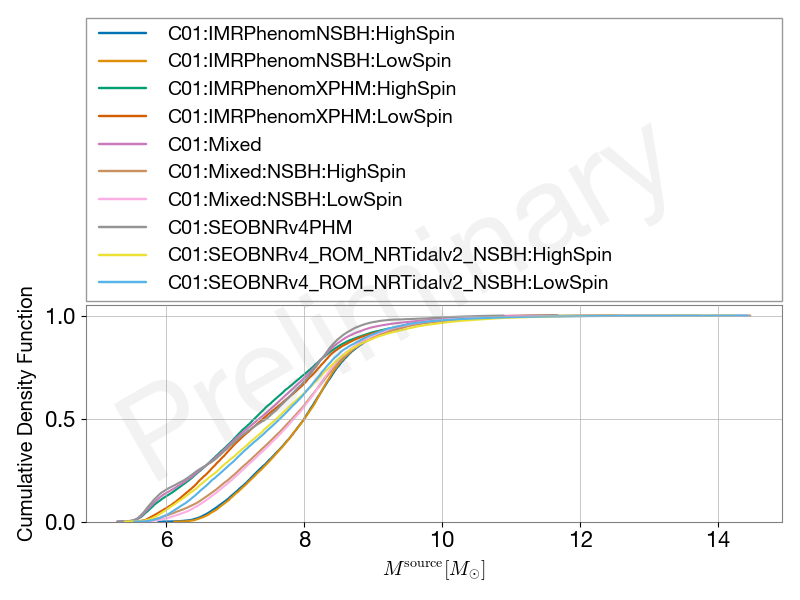 C01:IMRPhenomNSBH:HighSpin
C01:IMRPhenomNSBH:LowSpin
C01:IMRPhenomXPHM:HighSpin
C01:IMRPhenomXPHM:LowSpin
C01:Mixed
C01:Mixed:NSBH:HighSpin
C01:Mixed:NSBH:LowSpin
C01:SEOBNRv4PHM
C01:SEOBNRv4_ROM_NRTidalv2_NSBH:HighSpin
C01:SEOBNRv4_ROM_NRTidalv2_NSBH:LowSpin
Preliminary
Cumulative Density Function
1.0
0.5
0.0
6 8 10 12 14
M^source [M_⊙]